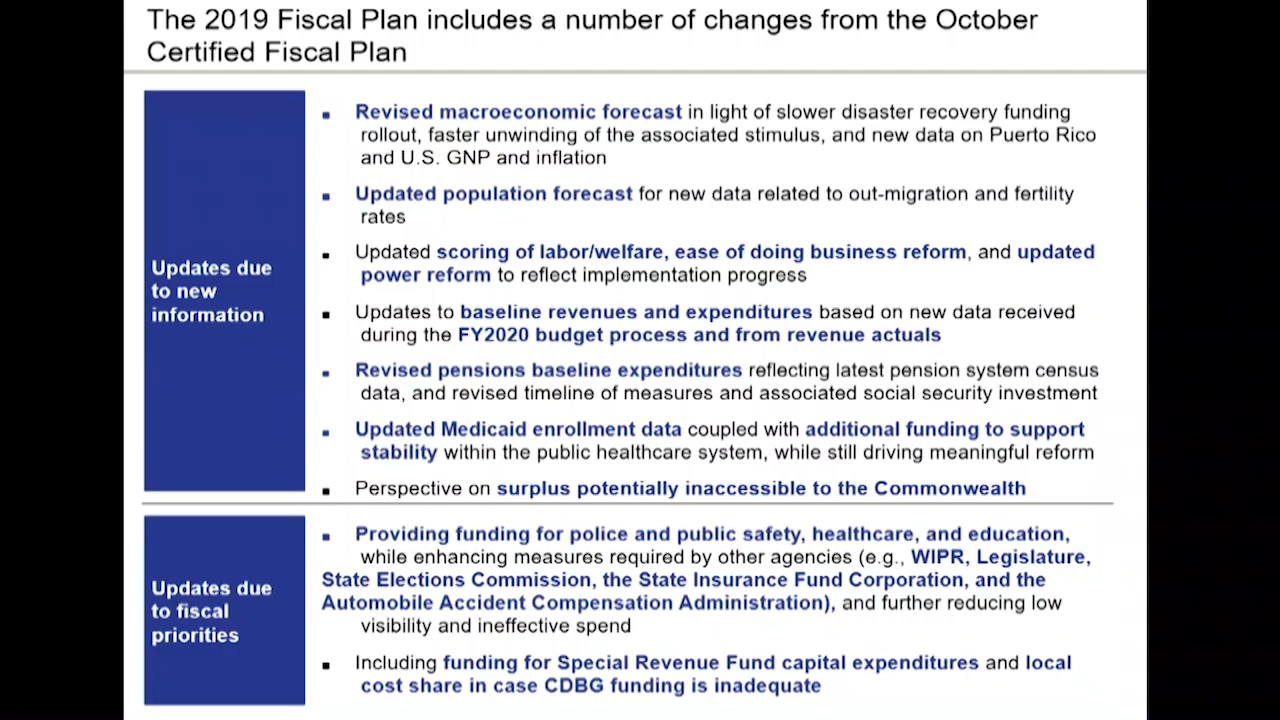 The 2019 Fiscal Plan includes a number of changes from the October
Certified Fiscal Plan
Updates due
to new
information
Revised macroeconomic forecast in light of slower disaster recovery funding
rollout, faster unwinding of the associated stimulus, and new data on Puerto Rico
and U.S. GNP and inflation
Updated population forecast for new data related to out-migration and fertility
rates
Updated scoring of labor/welfare, ease of doing business reform, and updated
power reform to reflect implementation progress
Updates to baseline revenues and expenditures based on new data received
during the FY2020 budget process and from revenue actuals
Revised pensions baseline expenditures reflecting latest pension system census
data, and revised timeline of measures and associated social security investment
Updated Medicaid enrollment data coupled with additional funding to support
stability within the public healthcare system, while still driving meaningful reform
Perspective on surplus potentially inaccessible to the Commonwealth
Updates due
to fiscal
priorities
Providing funding for police and public safety, healthcare, and education,
while enhancing measures required by other agencies (e.g., WIPR, Legislature,
State Elections Commission, the State Insurance Fund Corporation, and the
Automobile Accident Compensation Administration), and further reducing low
visibility and ineffective spend
Including funding for Special Revenue Fund capital expenditures and local
cost share in case CDBG funding is inadequate